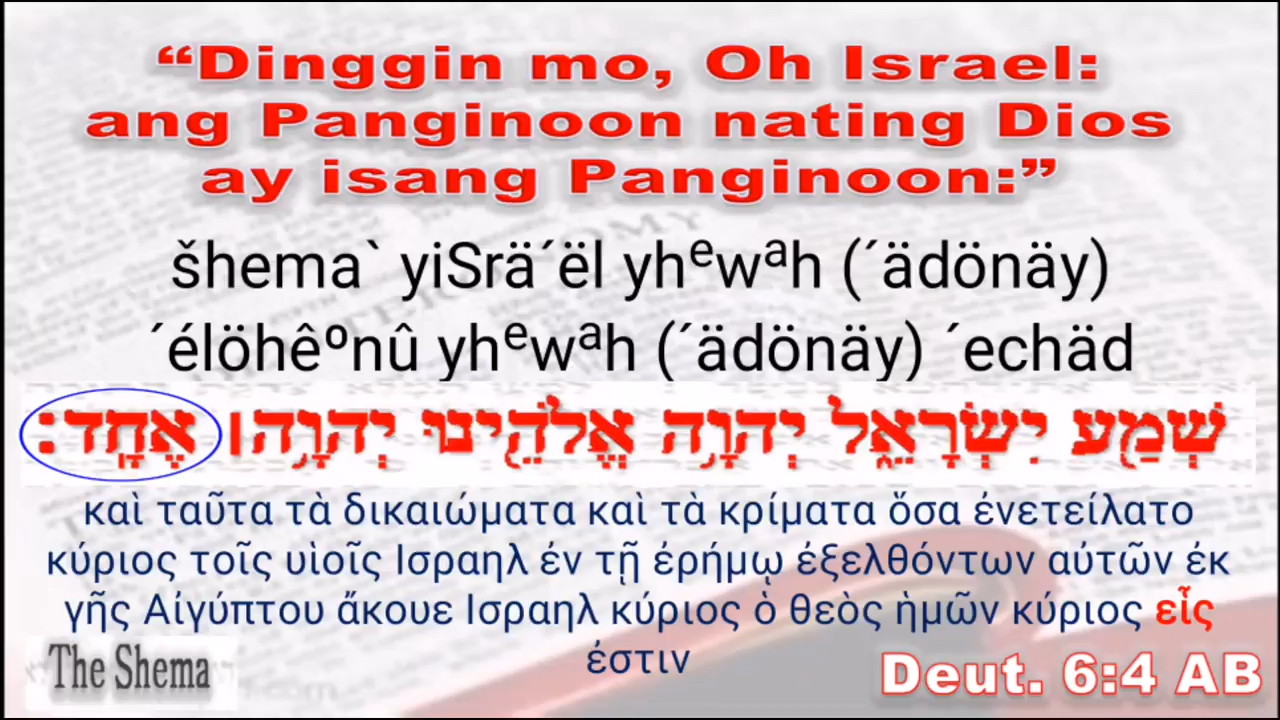 “Dinggin mo, Oh Israel:
ang Panginoon nating Dios
ay isang Panginoon:”
šhema` yiSrä´ël yhᵉwᵃh (´ädönäy)
´élöhêºnû yhᵉwᵃh (´ädönäy) ´echäd
שְׁמַ֖ע יִשְׂרָאֵ֑ל יְהוָ֥ה אֱלֹהֵ֖ינוּ יְהוָ֥ה׀ אֶחָֽד׃
καὶ ταῦτα τὰ δικαιώματα καὶ τὰ κρίματα ὅσα ἐνετείλατο
κύριος τοῖς υἱοῖς Ισραηλ ἐν τῇ ἐρήμῳ ἐξελθόντων αὐτῶν ἐκ
γῆς Αἰγύπτου ἄκουε Ισραηλ κύριος ὁ θεὸς ἡμῶν κύριος εἷς
ἐστιν
The Shema
Deut. 6:4 AB